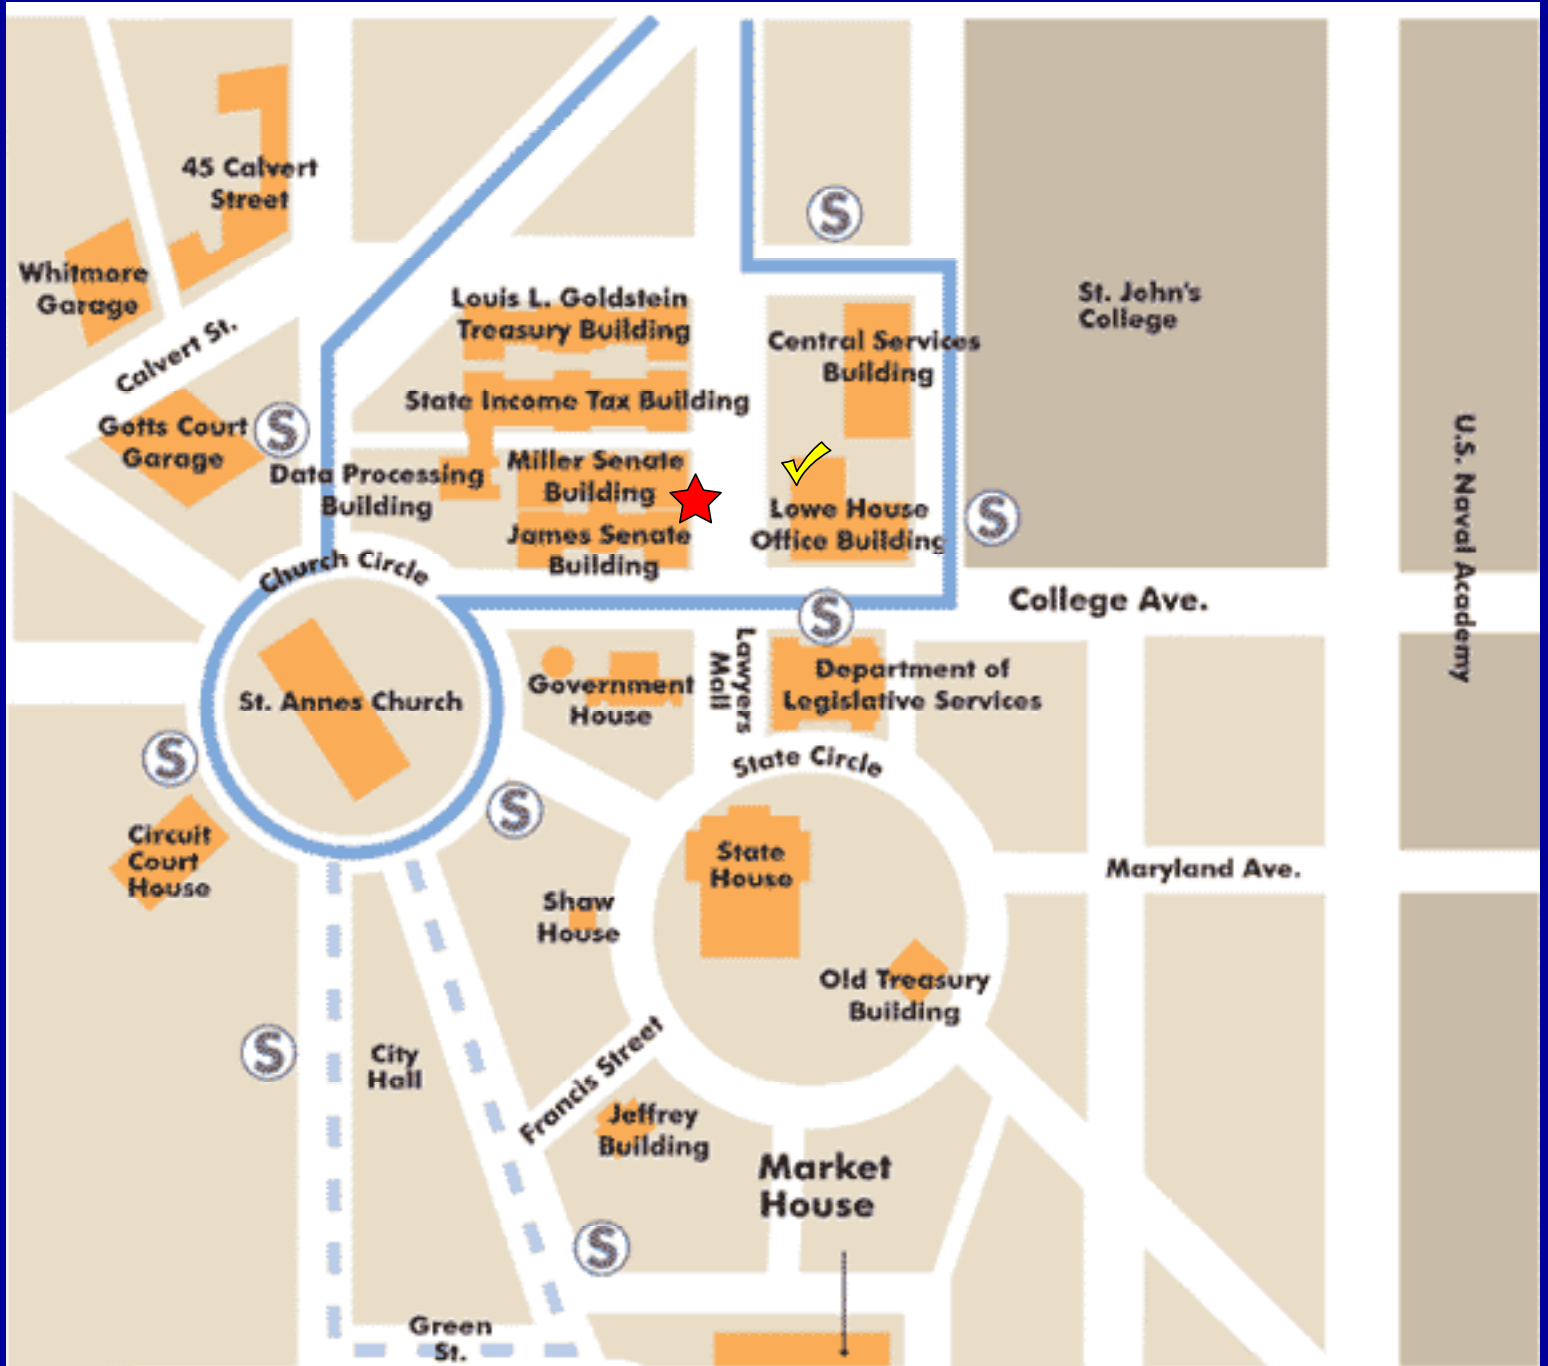 45 Calvert
Street
S
Whitmore
Garage
Louis L. Goldstein
Treasury Building
St. John's
College
Central Services
Building
Calvert St.
State Income Tax Building
Gotts Court
Garage
S
Data Processing
Building
Miller Senate
Building
James Senate
Building
Lowe House
Office Building
S
U.S. Naval Academy
Church Circle
College Ave.
S
Lawyers
Mall
Department of
Legislative Services
Government
House
St. Annes Church
State Circle
S
S
Circuit
Court
House
State
House
Maryland Ave.
Shaw
House
Old Treasury
Building
S
City
Hall
Francis Street
Jeffrey
Building
Market
House
S
Green
St.